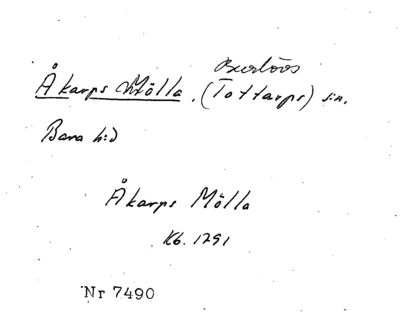 Burlövs
Åkarps Mölla. (Tottarps) s:n.
Bara h:d
Åkarps Mölla
Kb. 1791
Nr 7490